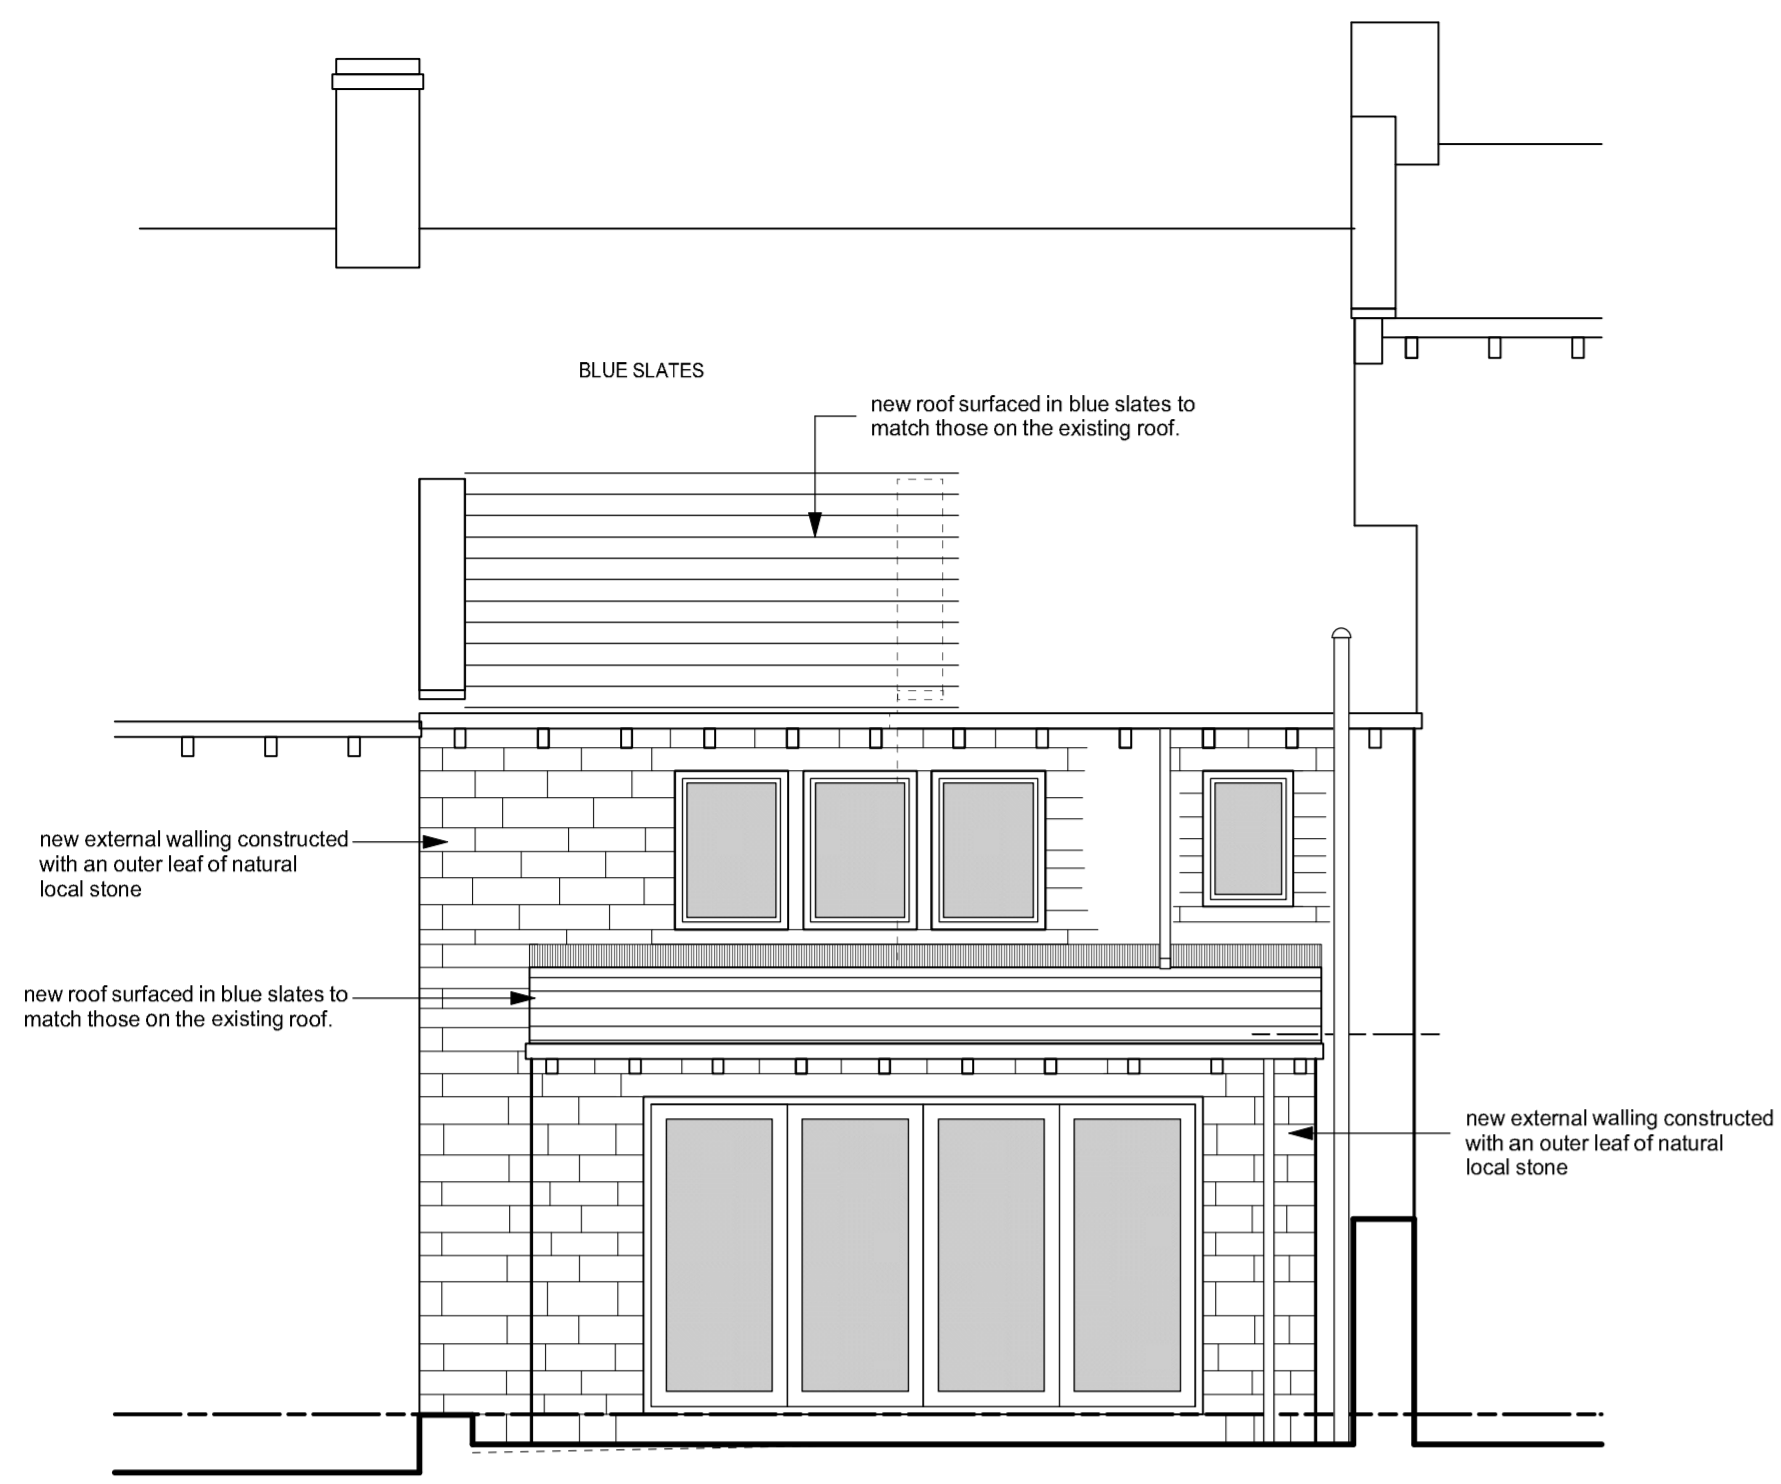 BLUE SLATES
new roof surfaced in blue slates to
match those on the existing roof.
new external walling constructed
with an outer leaf of natural
local stone
new roof surfaced in blue slates to
match those on the existing roof.
new external walling constructed
with an outer leaf of natural
local stone